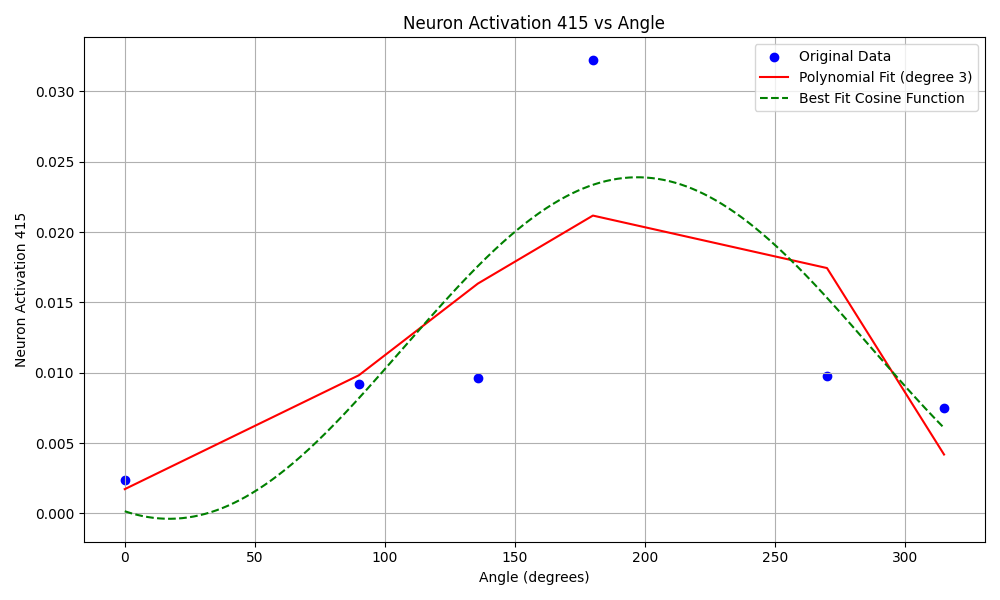 Neuron Activation 415 vs Angle
Original Data
Polynomial Fit (degree 3)
Best Fit Cosine Function
Neuron Activation 415
0.030
0.025
0.020
0.015
0.010
0.005
0.000
0
50
100
150
200
250
300
Angle (degrees)